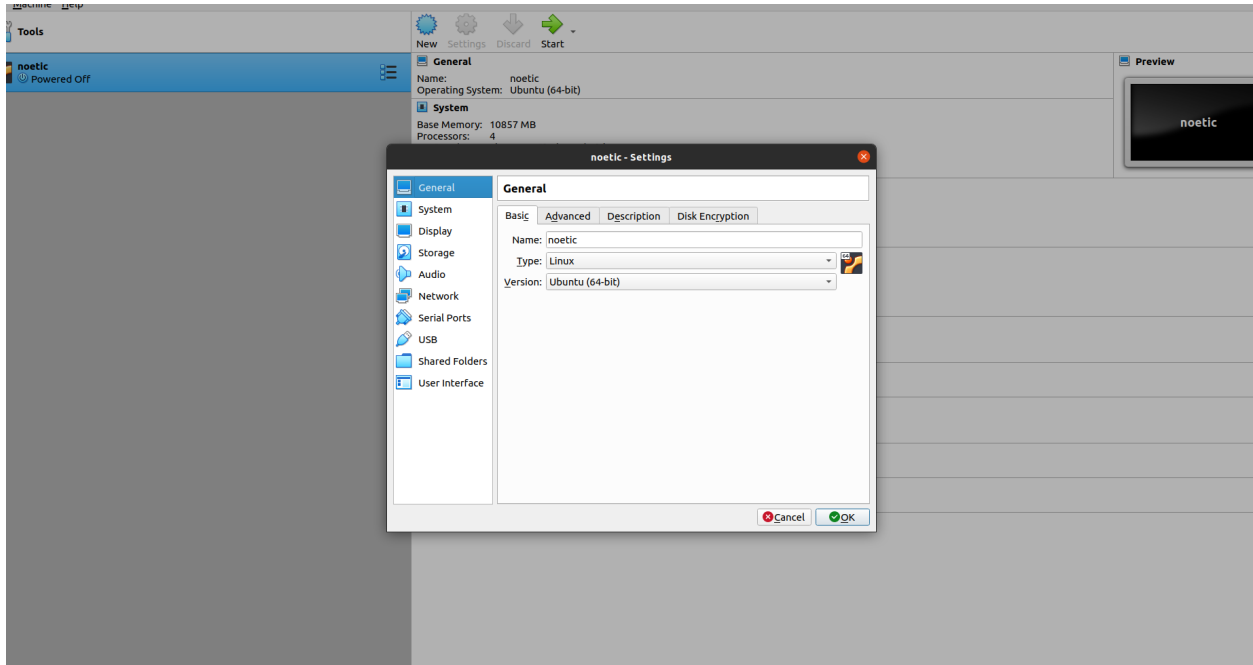 Machine Help
Tools
New Settings Discard Start
noetic
Powered Off
General
Name: noetic
Operating System: Ubuntu (64-bit)
System
Base Memory: 10857 MB
Processors: 4
Preview
noetic
noetic - Settings
General
System
Display
Storage
Audio
Network
Serial Ports
USB
Shared Folders
User Interface
General
Basic Advanced Description Disk Encryption
Name: noetic
Type: Linux
64
Version: Ubuntu (64-bit)
Cancel OK